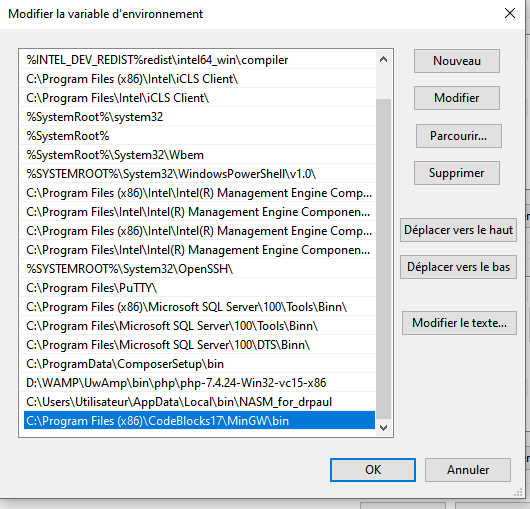 Modifier la variable d'environnement
%INTEL_DEV_REDIST%redist\intel64_win\compiler
C:\Program Files (x86)\Intel\iCLS Client\
C:\Program Files\Intel\iCLS Client\
%SystemRoot%\system32
%SystemRoot%
%SystemRoot%\System32\Wbem
%SYSTEMROOT%\System32\WindowsPowerShell\v1.0\
C:\Program Files (x86)\Intel\Intel(R) Management Engine Comp...
C:\Program Files\Intel\Intel(R) Management Engine Componen...
C:\Program Files (x86)\Intel\Intel(R) Management Engine Comp...
C:\Program Files\Intel\Intel(R) Management Engine Componen...
%SYSTEMROOT%\System32\OpenSSH\
C:\Program Files\PuTTY\
C:\Program Files (x86)\Microsoft SQL Server\100\Tools\Binn\
C:\Program Files\Microsoft SQL Server\100\Tools\Binn\
C:\Program Files\Microsoft SQL Server\100\DTS\Binn\
C:\ProgramData\ComposerSetup\bin
D:\WAMP\UwAmp\bin\php\php-7.4.24-Win32-vc15-x86
C:\Users\Utilisateur\AppData\Local\bin\NASM_for_drpaul
C:\Program Files (x86)\CodeBlocks17\MinGW\bin
Nouveau
Modifier
Parcourir...
Supprimer
Déplacer vers le haut
Déplacer vers le bas
Modifier le texte...
OK
Annuler